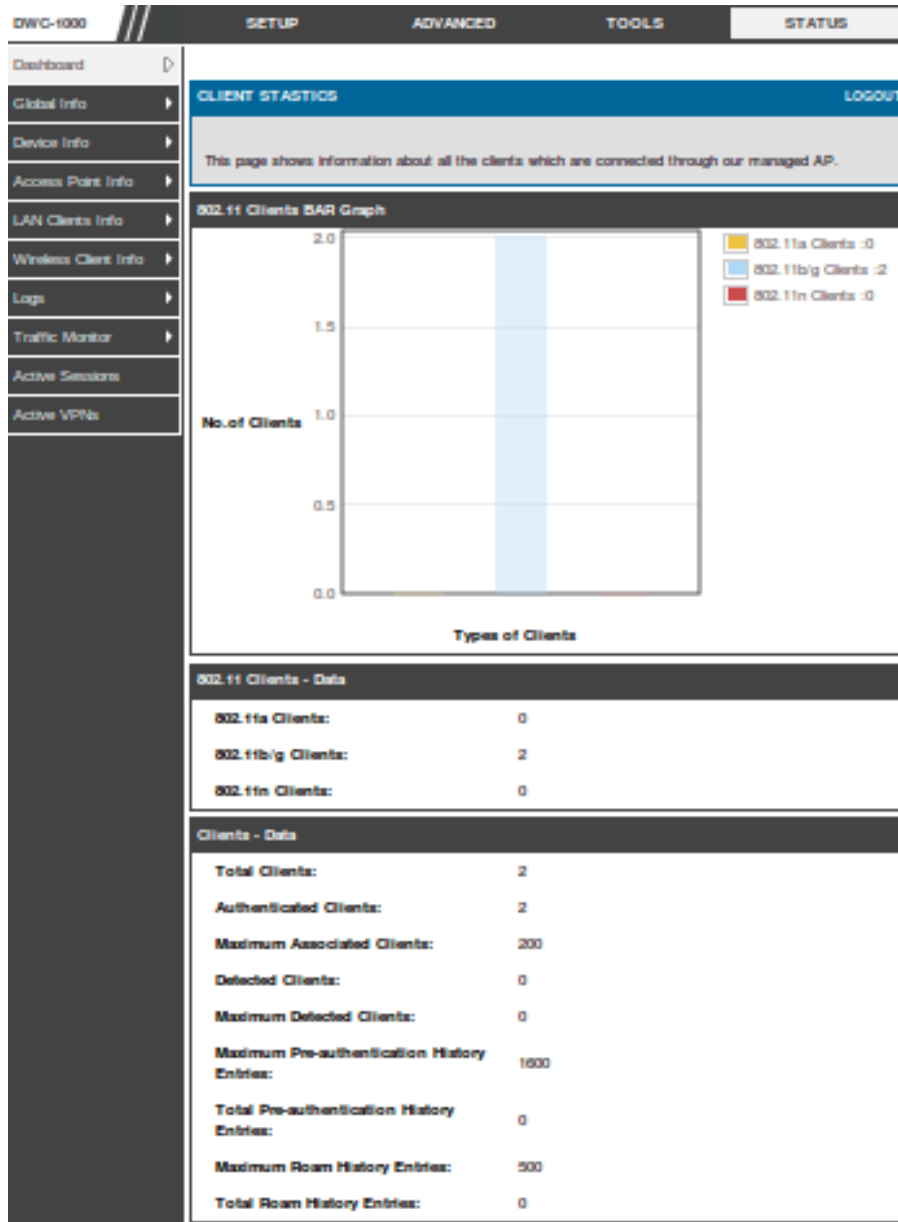 DWC-1000
SETUP
ADVANCED
TOOLS
STATUS
Dashboard
Global Info
Device Info
Access Point Info
LAN Clients Info
Wireless Client Info
Logs
Traffic Monitor
Active Sessions
Active VPNs
CLIENT STASTICS
LOGOUT
This page shows information about all the clients which are connected through our managed AP.
802.11 Clients BAR Graph
2.0
1.5
1.0
0.5
0.0
No.of Clients
Types of Clients
802.11a Clients :0
802.11b/g Clients :2
802.11n Clients :0
802.11 Clients - Data
802.11a Clients: 0
802.11b/g Clients: 2
802.11n Clients: 0
Clients - Data
Total Clients: 2
Authenticated Clients: 2
Maximum Associated Clients: 200
Detected Clients: 0
Maximum Detected Clients: 0
Maximum Pre-authentication History
Entries: 1600
Total Pre-authentication History
Entries: 0
Maximum Roam History Entries: 500
Total Roam History Entries: 0